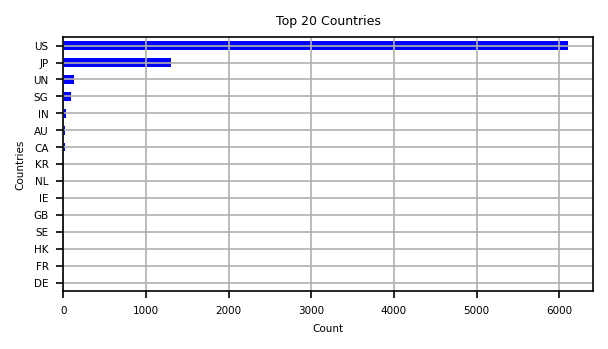 Top 20 Countries
US
JP
UN
SG
IN
AU
CA
KR
NL
IE
GB
SE
HK
FR
DE
Countries
0 1000 2000 3000 4000 5000 6000
Count